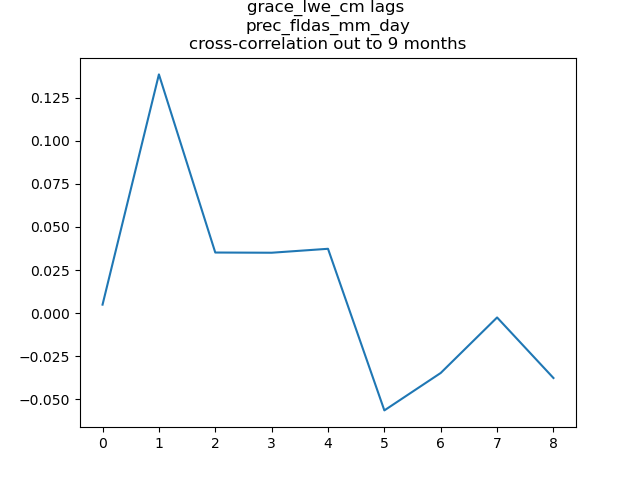 grace_lwe_cm lags
prec_fldas_mm_day
cross-correlation out to 9 months
0.125
0.100
0.075
0.050
0.025
0.000
−0.025
−0.050
0 1 2 3 4 5 6 7 8